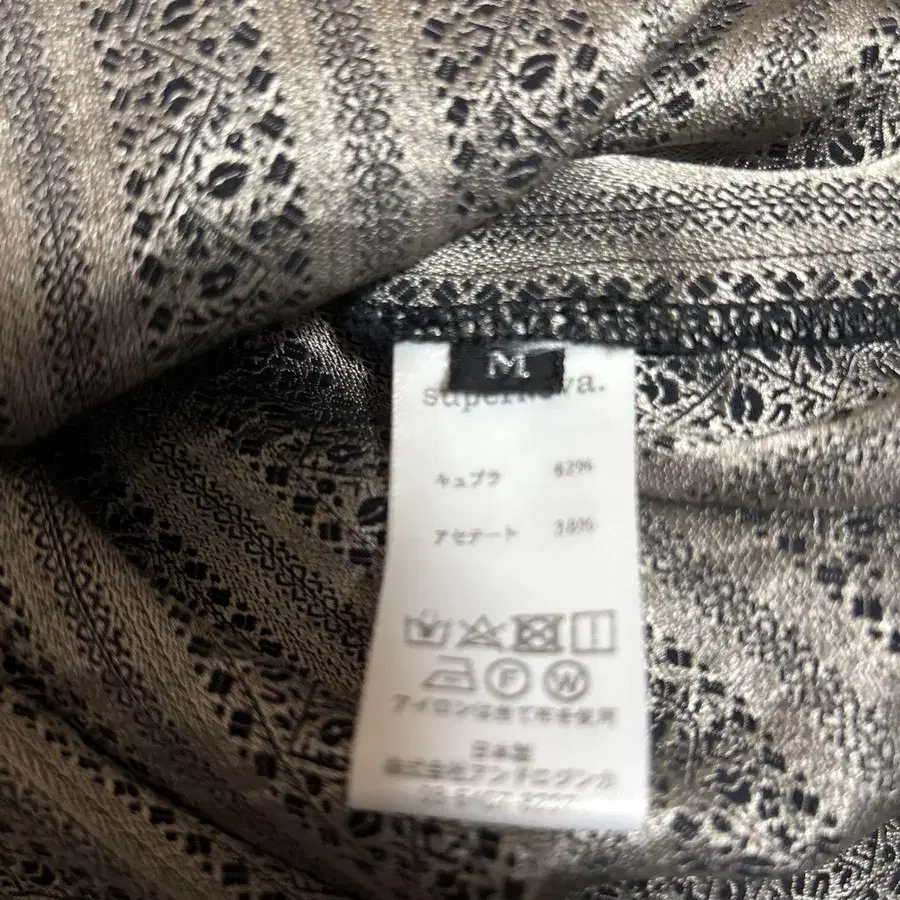 M
supernova.
キュプラ 62%
アセテート 38%
F W
アイロンは当て布を使用
日本製